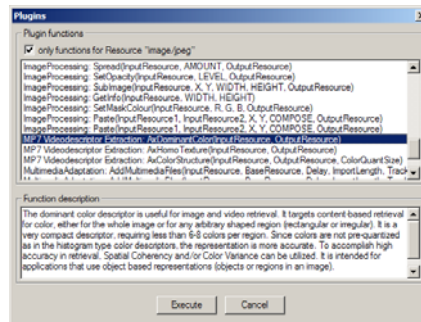 Plugins
Plugin functions
only functions for Resource "image/jpeg"
ImageProcessing: Spread(InputResource, AMOUNT, OutputResource)
ImageProcessing: SetOpacity(InputResource, LEVEL, OutputResource)
ImageProcessing: SubImage(InputResource, X, Y, WIDTH, HEIGHT, OutputResource)
ImageProcessing: GetInfo(InputResource, WIDTH, HEIGHT)
ImageProcessing: SetMaskColour(InputResource, R, G, B, OutputResource)
ImageProcessing: Paste(InputResource1, InputResource2, X, Y, COMPOSE, OutputResource)
ImageProcessing: Paste(InputResource1, InputResource2, X, Y, COMPOSE, OutputResource)
MP7 Videodescriptor Extraction: AxDominantColor(InputResource, OutputResource)
MP7 Videodescriptor Extraction: AxHomoTexture(InputResource, OutputResource)
MP7 Videodescriptor Extraction: AxColorStructure(InputResource, OutputResource, ColorQuantSize)
MultimediaAdaptation: AddMultimediaFiles(InputResource, BaseResource, Delay, ImportLength, Track
Function description
The dominant color descriptor is useful for image and video retrieval. It targets content-based retrieval
for color, either for the whole image or for any arbitrary shaped region (rectangular or irregular). It is a
very compact descriptor, requiring less than 6-8 colors per region. Since colors are not pre-quantized
as in the histogram type color descriptors, the representation is more accurate. To accomplish high
accuracy in retrieval, Spatial Coherency and/or Color Variance can be utilized. It is intended for
applications that use object based representations (objects or regions in an image).
Execute
Cancel